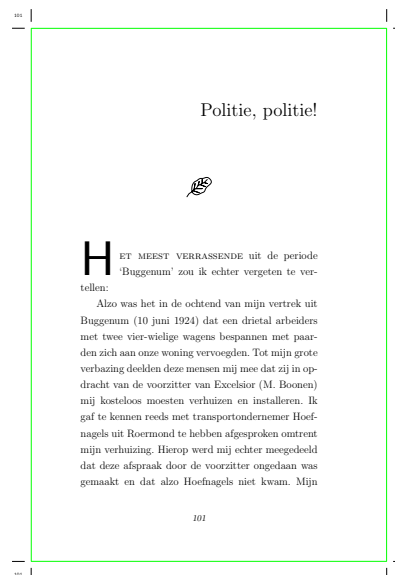 101
Politie, politie!
HET MEEST VERRASSENDE uit de periode
‘Buggenum’ zou ik echter vergeten te ver-
tellen:
Alzo was het in de ochtend van mijn vertrek uit
Buggenum (10 juni 1924) dat een drietal arbeiders
met twee vier-wielige wagens bespannen met paar-
den zich aan onze woning vervoegden. Tot mijn grote
verbazing deelden deze mensen mij mee dat zij in op-
dracht van de voorzitter van Excelsior (M. Boonen)
mij kosteloos moesten verhuizen en installeren. Ik
gaf te kennen reeds met transportondernemer Hoef-
nagels uit Roermond te hebben afgesproken omtrent
mijn verhuizing. Hierop werd mij echter meegedeeld
dat deze afspraak door de voorzitter ongedaan was
gemaakt en dat alzo Hoefnagels niet kwam. Mijn
101